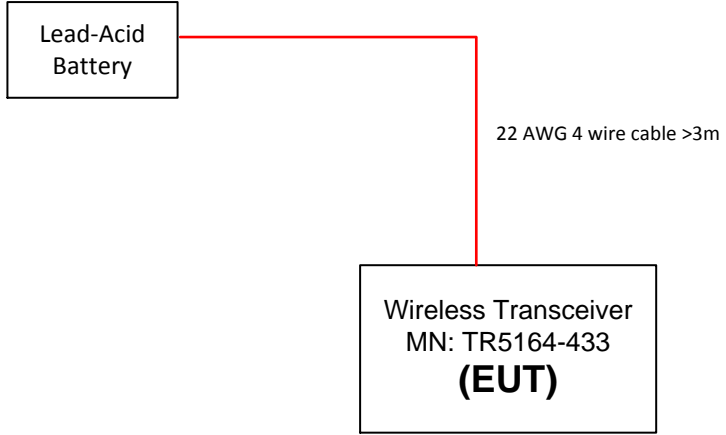 Lead-Acid
Battery
22 AWG 4 wire cable >3m
Wireless Transceiver
MN: TR5164-433
(EUT)